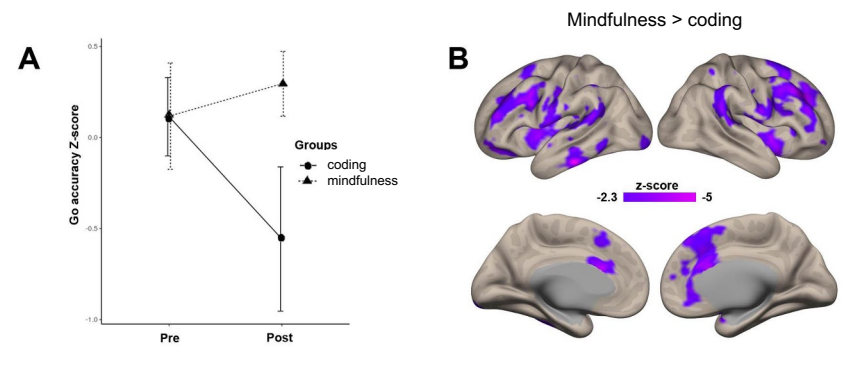 A
Go accuracy Z-score
0.5
0.0
-0.5
-1.0
Pre
Post
Groups
coding
mindfulness
B
Mindfulness > coding
z-score
-2.3
-5